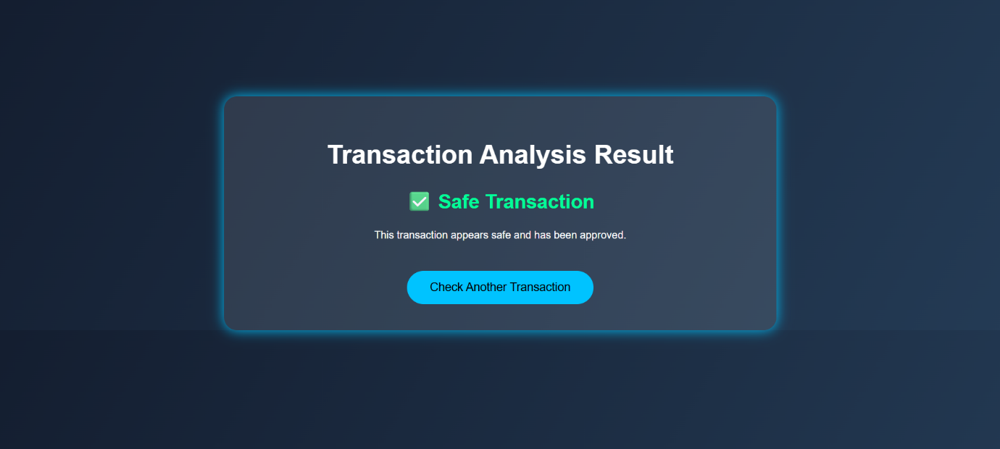 Transaction Analysis Result
✅ Safe Transaction
This transaction appears safe and has been approved.
Check Another Transaction